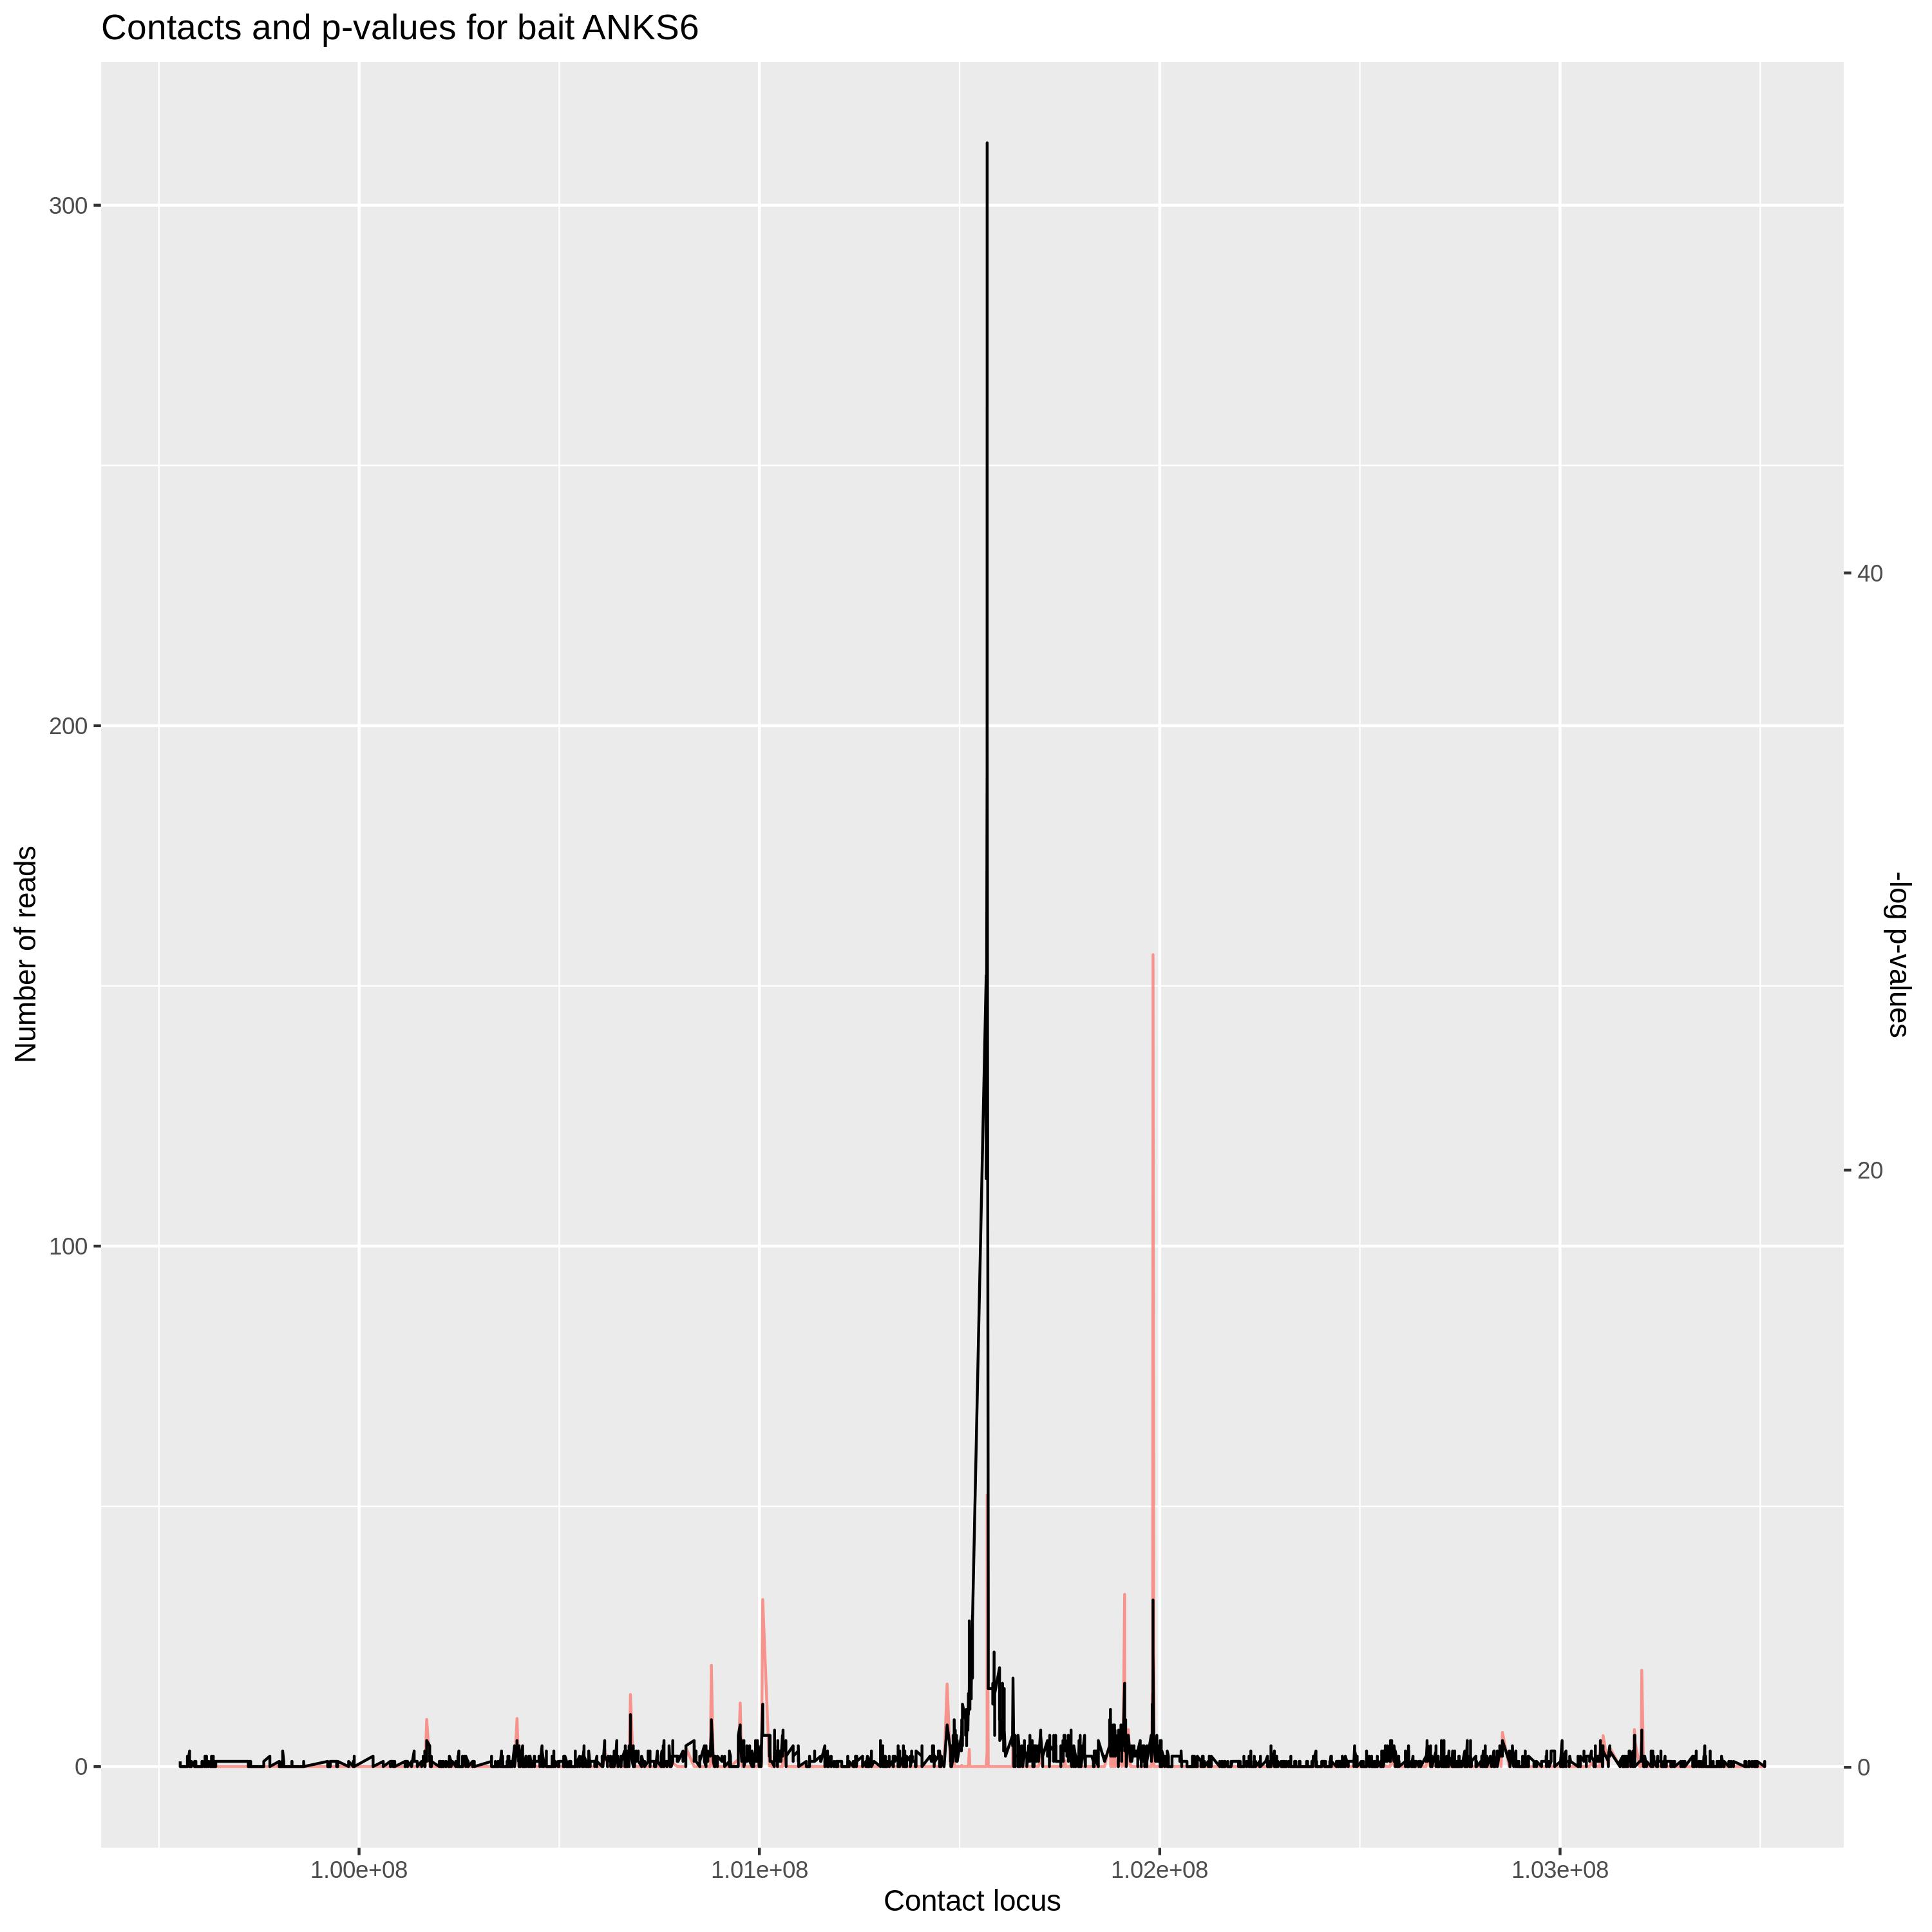 Contacts and p-values for bait ANKS6
300
200
100
0
Number of reads
40
20
0
-log p-values
1.00e+08
1.01e+08
1.02e+08
1.03e+08
Contact locus